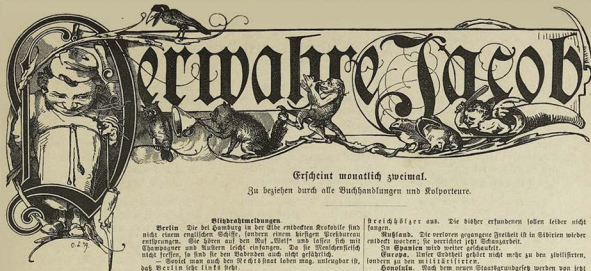 Der wahre Jacob
Erscheint monatlich zweimal.
Zu beziehen durch alle Buchhandlungen und Kolporteure.
Blitzdrahtmeldungen.
Berlin Die bei Hamburg in der Elbe entdeckten Krokodile sind
nicht einem englischen Schiffe, sondern einem hiesigen Preßbureau
entsprungen. Sie hören auf den Ruf „Wolf“ und lassen sich mit
Champagner und Austern leicht einfangen. Da sie Menschenfleisch
nicht fressen, so sind sie den Badenden auch nicht gefährlich.
— Soviel man auch den Rechtsstaat loben mag, unleugbar ist,
daß Berlin sehr links liegt.
streichhölzer aus. Die bisher erfundenen sollen leider nicht
fangen.
Rußland. Die verloren gegangene Freiheit ist in Sibirien wieder
entdeckt worden; sie verrichtet jetzt Schanzarbeit.
In Spanien wird weiter geschaukelt.
Europa. Unser Erdtheil gehört nicht mehr zu den zivilisirten,
sondern zu den militärisirten.
Honolulu. Nach dem neuen Staatsgrundgesetz werden von jetzt